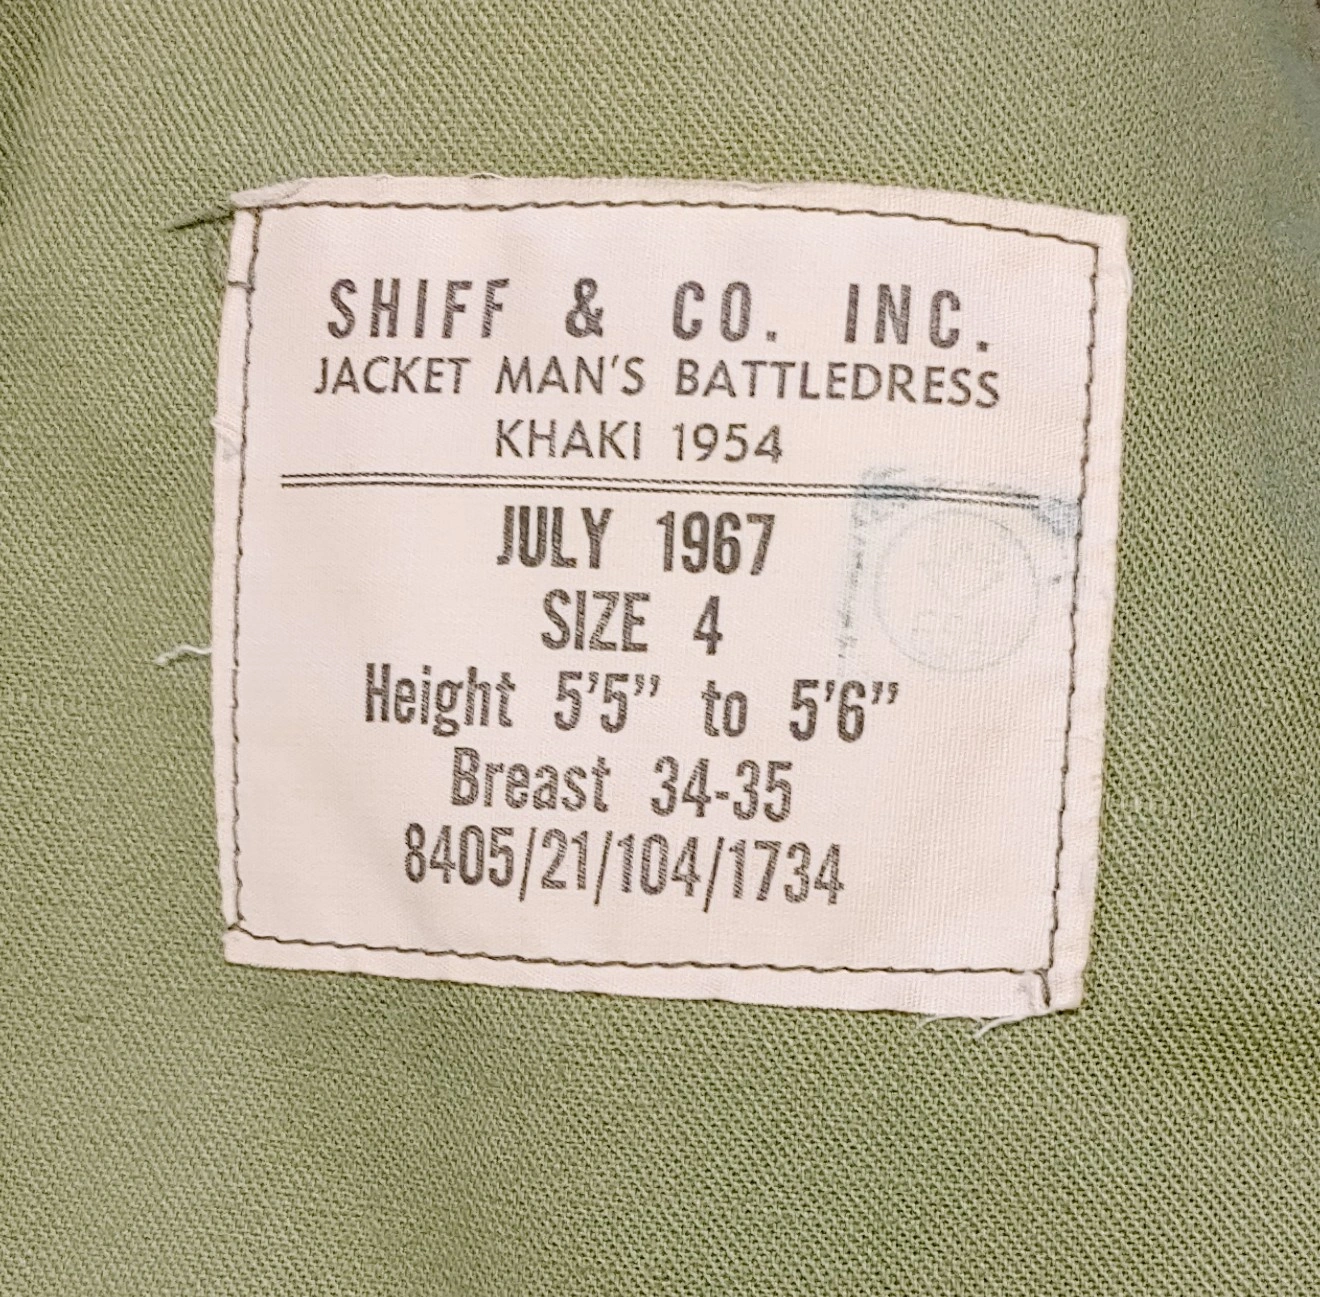 SHIFF & CO. INC.
JACKET MAN'S BATTLEDRESS
KHAKI 1954
JULY 1967
SIZE 4
Height 5'5” to 5'6”
Breast 34-35
8405/21/104/1734